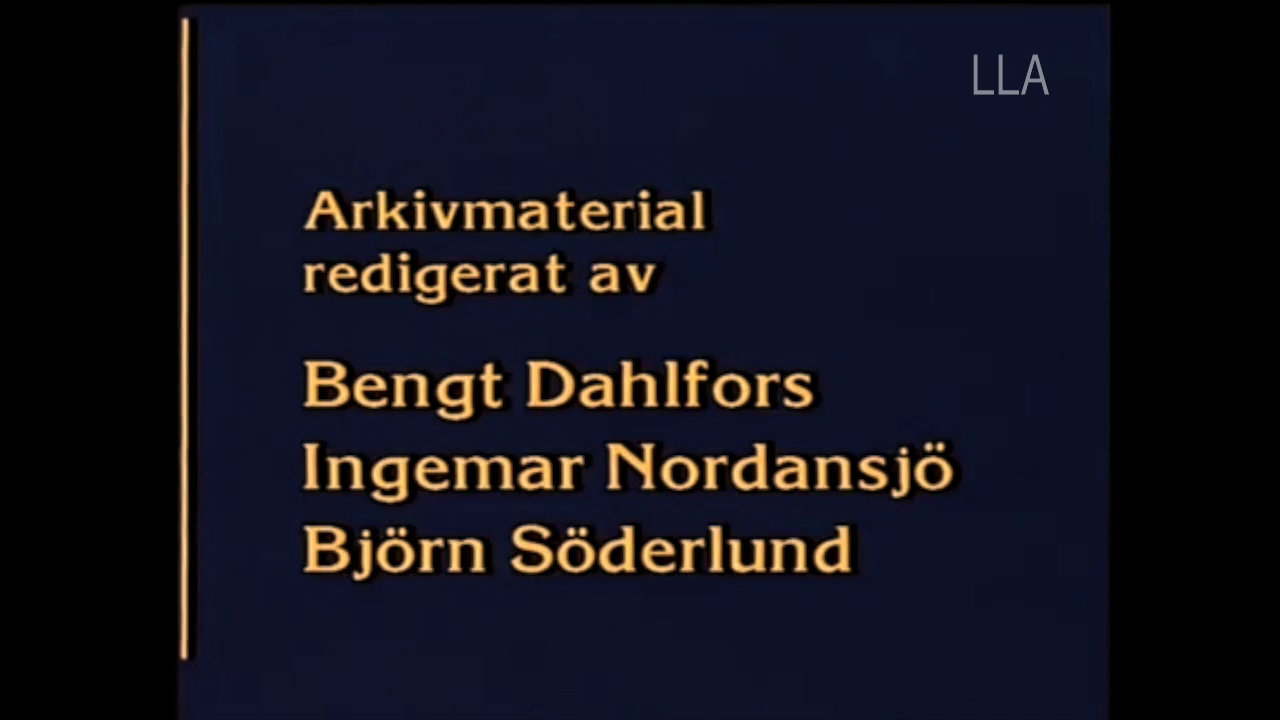 LLA
Arkivmaterial
redigerat av
Bengt Dahlfors
Ingemar Nordansjö
Björn Söderlund